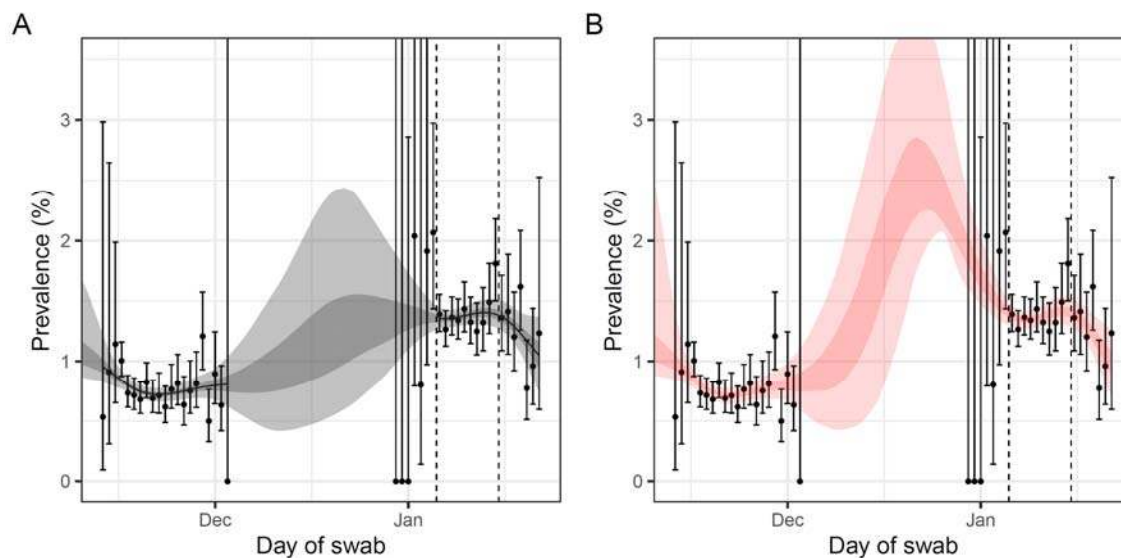 A
B
Prevalence (%)
3
2
1
0
Dec
Jan
Day of swab
Prevalence (%)
3
2
1
0
Dec
Jan
Day of swab